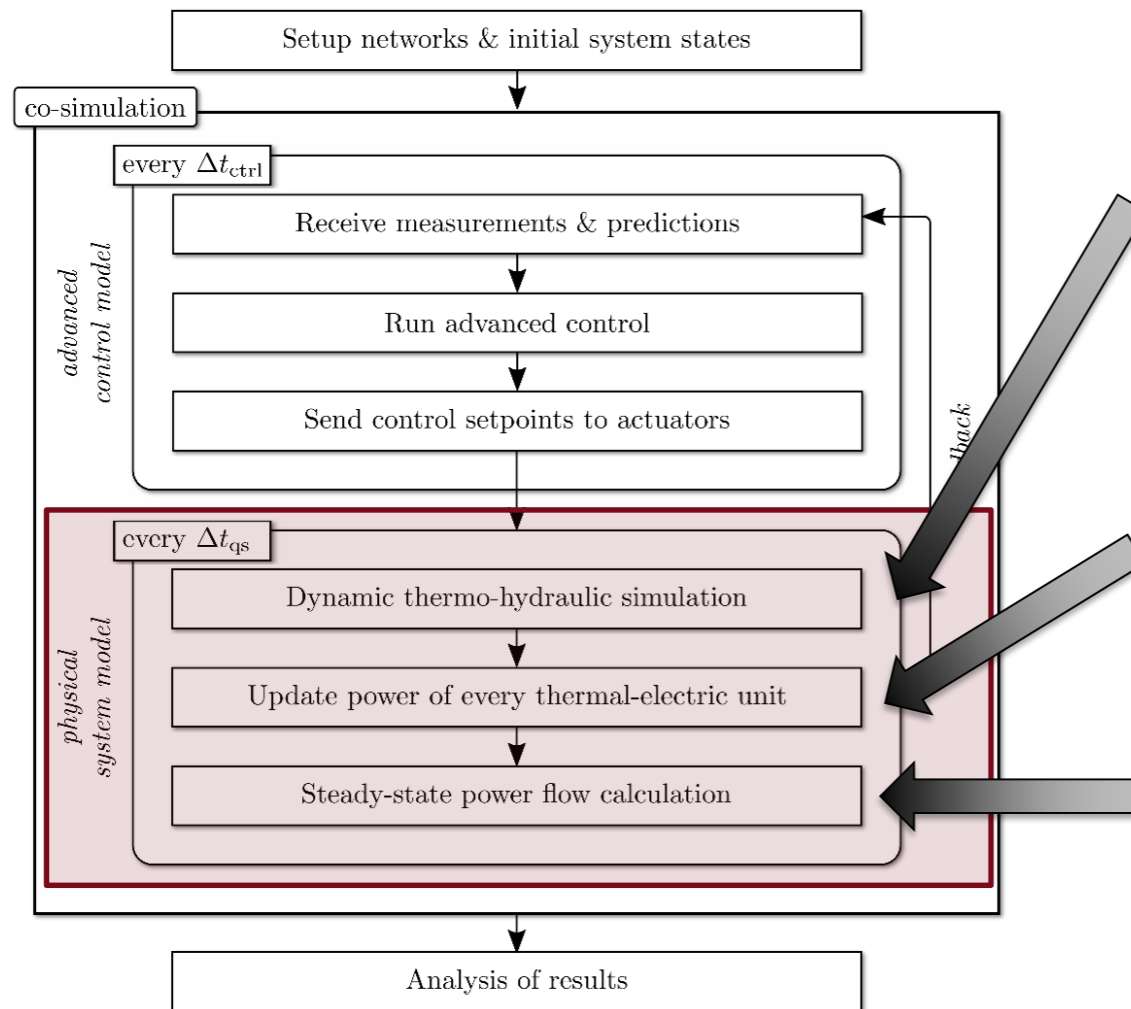 Setup networks & initial system states
co-simulation
every Δt_ctrl
Receive measurements & predictions
advanced
control model
Run advanced control
Send control setpoints to actuators
every Δt_qs
Dynamic thermo-hydraulic simulation
physical
system model
Update power of every thermal-electric unit
Steady-state power flow calculation
Analysis of results